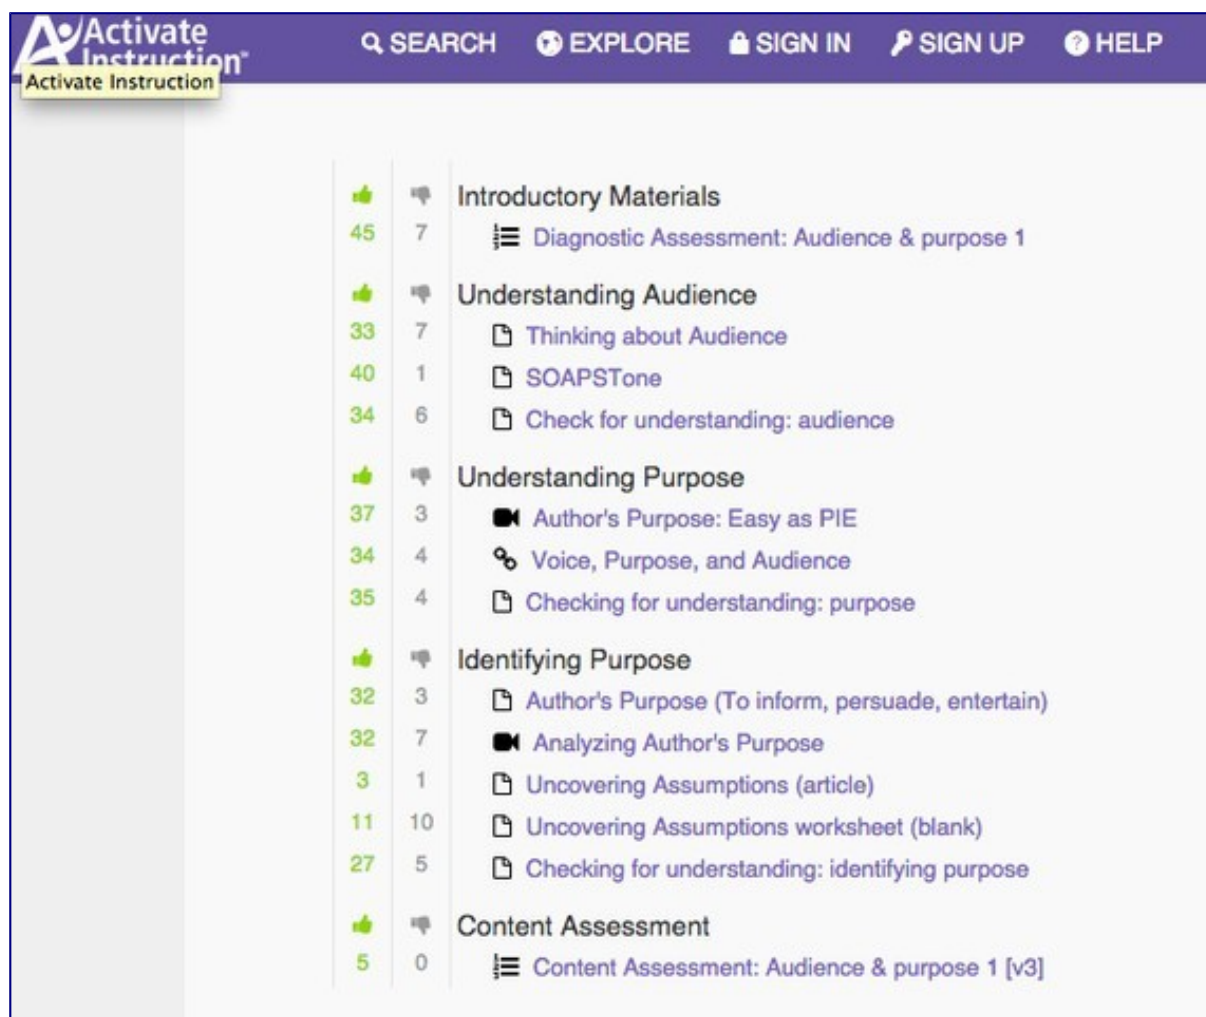 Activate
Instruction™
Activate Instruction
SEARCH EXPLORE SIGN IN SIGN UP HELP
Introductory Materials
45 7 Diagnostic Assessment: Audience & purpose 1
Understanding Audience
33 7 Thinking about Audience
40 1 SOAPSTone
34 6 Check for understanding: audience
Understanding Purpose
37 3 Author's Purpose: Easy as PIE
34 4 Voice, Purpose, and Audience
35 4 Checking for understanding: purpose
Identifying Purpose
32 3 Author's Purpose (To inform, persuade, entertain)
32 7 Analyzing Author's Purpose
3 1 Uncovering Assumptions (article)
11 10 Uncovering Assumptions worksheet (blank)
27 5 Checking for understanding: identifying purpose
Content Assessment
5 0 Content Assessment: Audience & purpose 1 [v3]